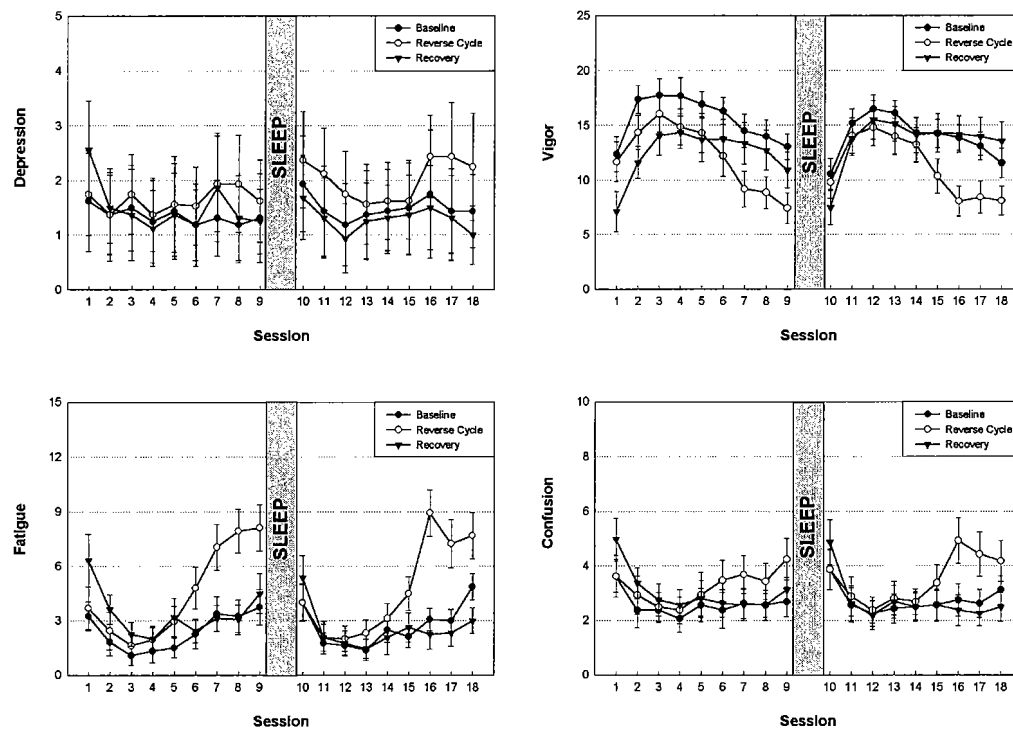 5
4
3
2
1
0
Depression
Baseline
Reverse Cycle
Recovery
SLEEP
1 2 3 4 5 6 7 8 9 10 11 12 13 14 15 16 17 18
Session
25
20
15
10
5
0
Vigor
Baseline
Reverse Cycle
Recovery
SLEEP
1 2 3 4 5 6 7 8 9 10 11 12 13 14 15 16 17 18
Session
15
12
9
6
3
0
Fatigue
Baseline
Reverse Cycle
Recovery
SLEEP
1 2 3 4 5 6 7 8 9 10 11 12 13 14 15 16 17 18
Session
10
8
6
4
2
0
Confusion
Baseline
Reverse Cycle
Recovery
SLEEP
1 2 3 4 5 6 7 8 9 10 11 12 13 14 15 16 17 18
Session